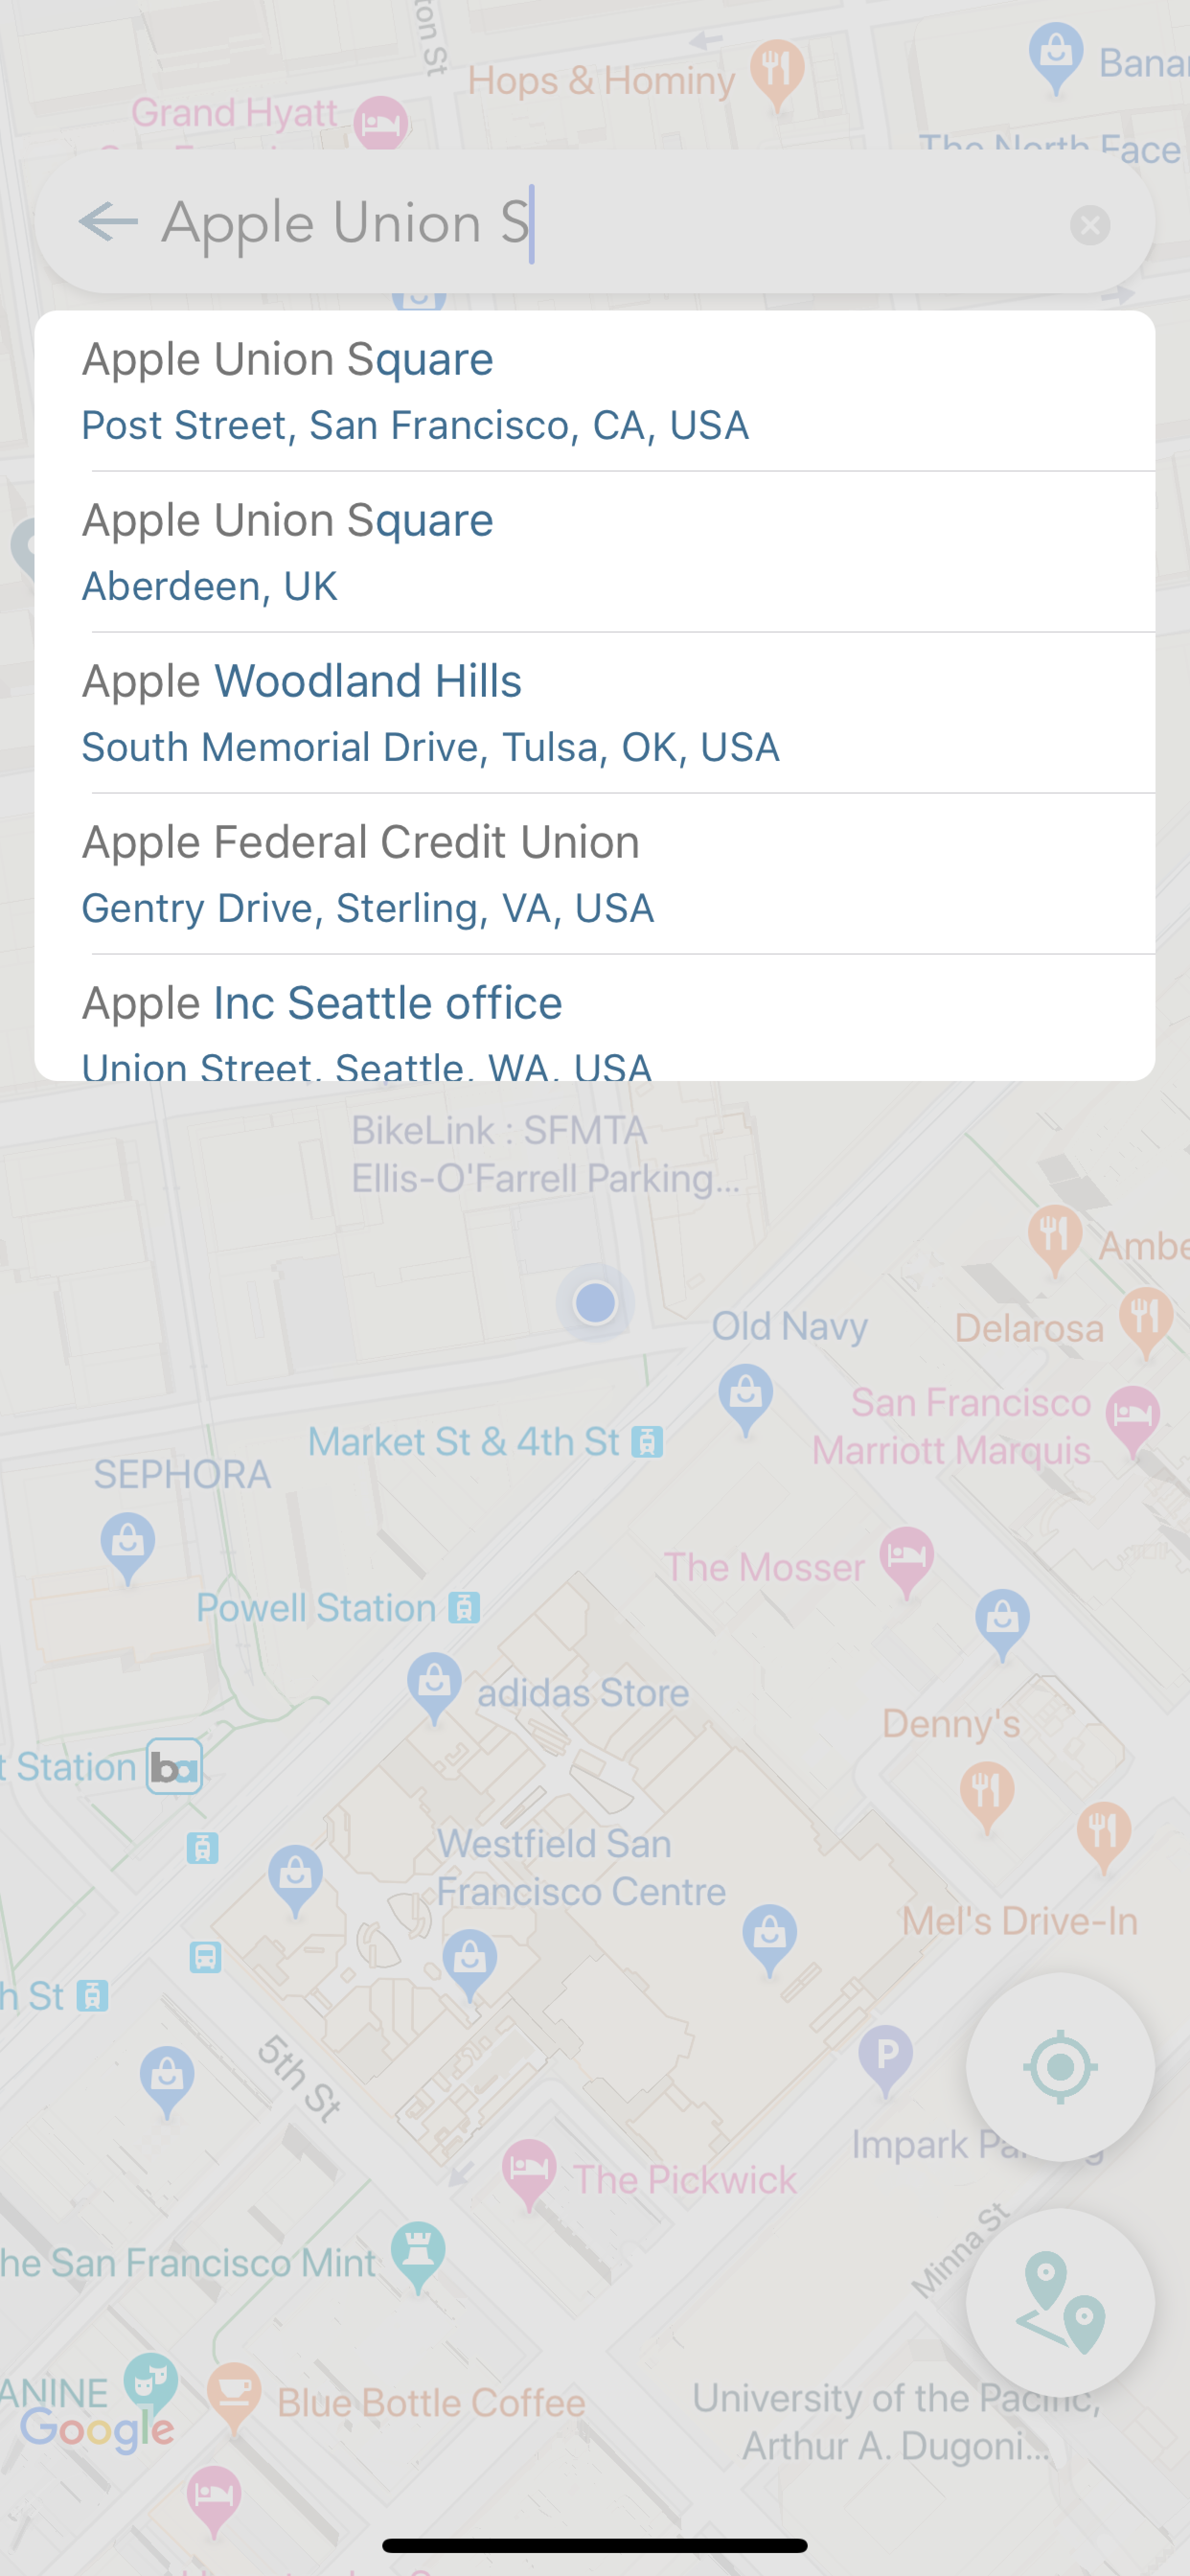 ton St
Hops & Hominy
Grand Hyatt
The North Face
Apple Union S
Apple Union Square
Post Street, San Francisco, CA, USA
Apple Union Square
Aberdeen, UK
Apple Woodland Hills
South Memorial Drive, Tulsa, OK, USA
Apple Federal Credit Union
Gentry Drive, Sterling, VA, USA
Apple Inc Seattle office
Union Street, Seattle, WA, USA
BikeLink : SFMTA
Ellis-O'Farrell Parking...
Ambe
Old Navy
Delarosa
San Francisco
Marriott Marquis
Market St & 4th St
SEPHORA
The Mosser
Powell Station
adidas Store
Denny's
t Station
ba
Westfield San
Francisco Centre
Mel's Drive-In
h St
5th St
P
Impark Pa
The Pickwick
Minna St
he San Francisco Mint
ANINE
Google
Blue Bottle Coffee
University of the Pacific,
Arthur A. Dugoni...